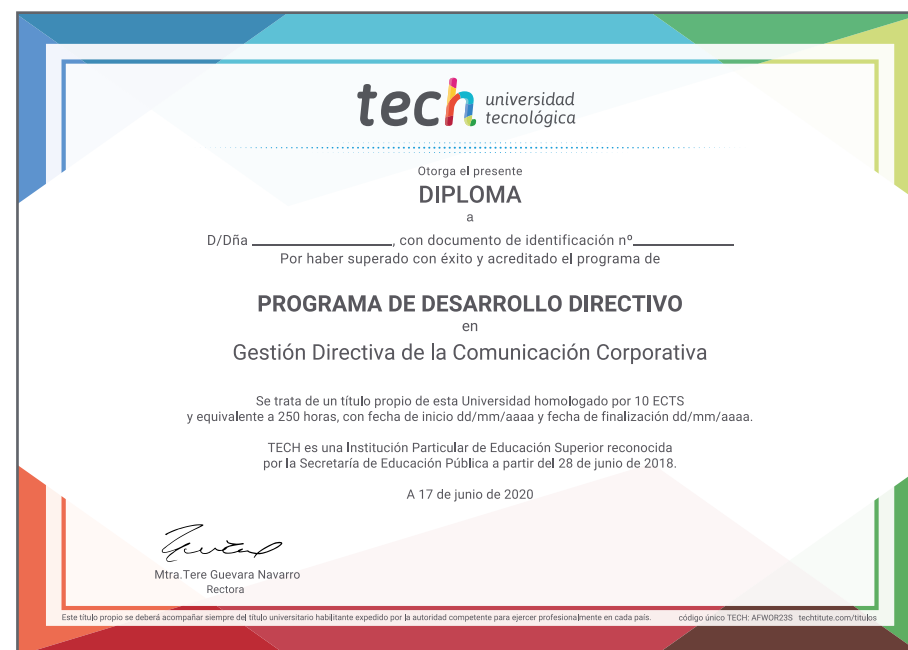 tech universidad
tecnológica
Otorga el presente
DIPLOMA
a
D/Dña ________________, con documento de identificación nº____________
Por haber superado con éxito y acreditado el programa de
PROGRAMA DE DESARROLLO DIRECTIVO
en
Gestión Directiva de la Comunicación Corporativa
Se trata de un título propio de esta Universidad homologado por 10 ECTS
y equivalente a 250 horas, con fecha de inicio dd/mm/aaaa y fecha de finalización dd/mm/aaaa.
TECH es una Institución Particular de Educación Superior reconocida
por la Secretaría de Educación Pública a partir del 28 de junio de 2018.
A 17 de junio de 2020
Mtra.Tere Guevara Navarro
Rectora
Este título propio se deberá acompañar siempre del título universitario habilitante expedido por la autoridad competente para ejercer profesionalmente en cada país. código único TECH: AFWOR23S techtitute.com/titulos